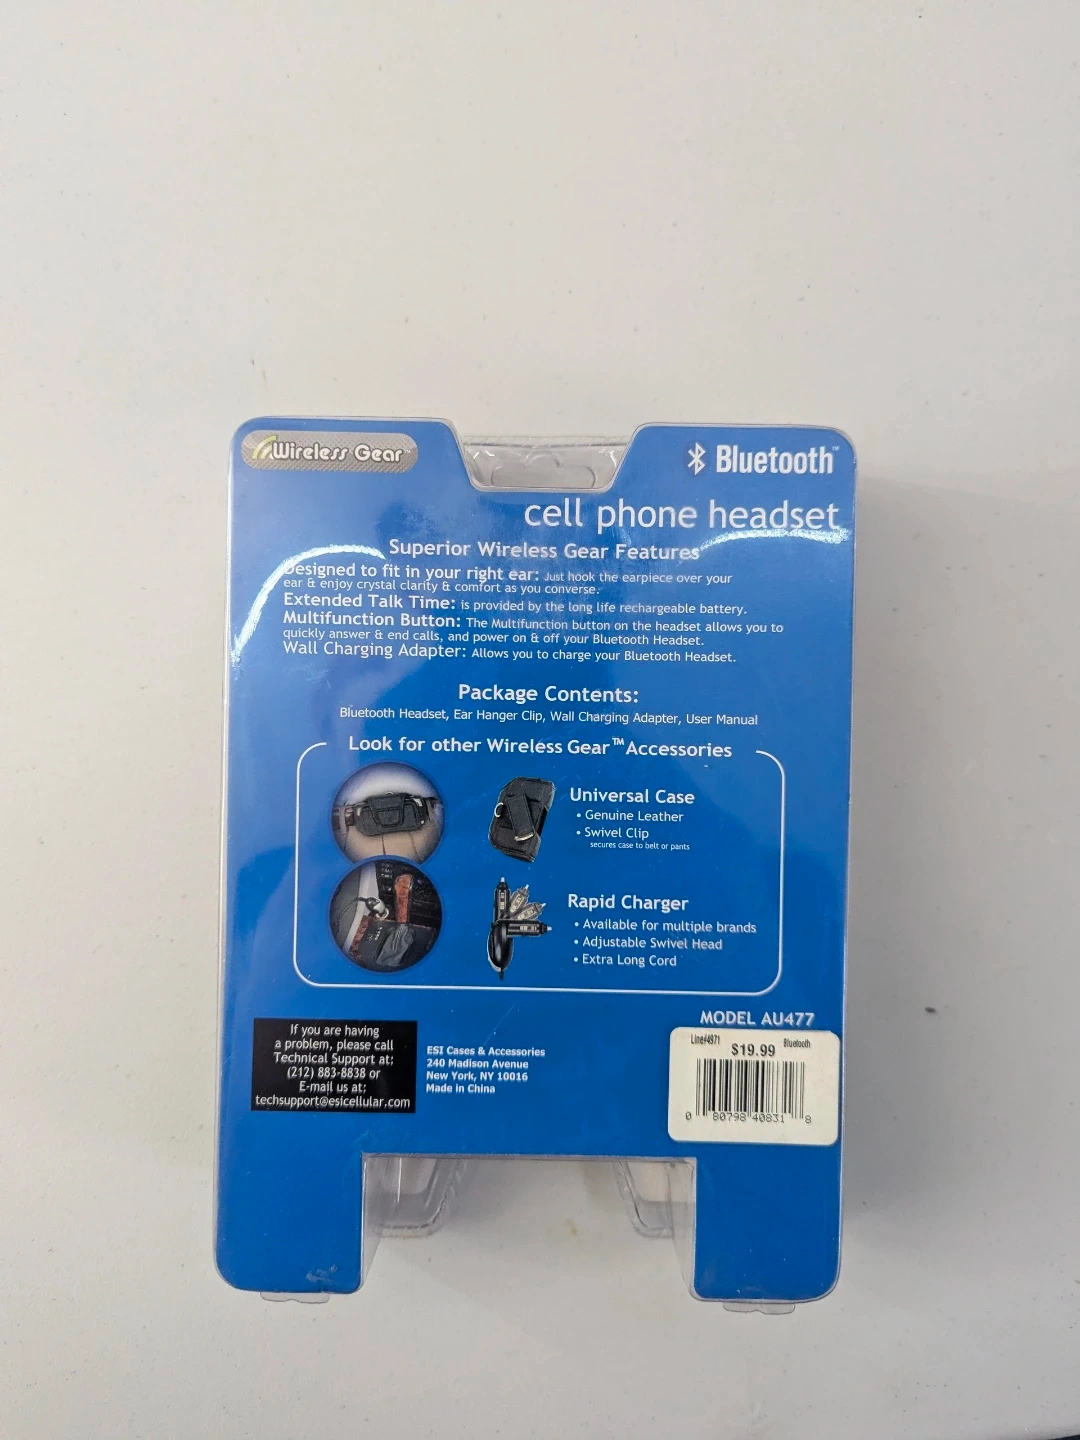 Wireless Gear™
Bluetooth™
cell phone headset
Superior Wireless Gear Features
Designed to fit in your right ear: Just hook the earpiece over your
ear & enjoy crystal clarity & comfort as you converse.
Extended Talk Time: is provided by the long life rechargeable battery.
Multifunction Button: The Multifunction button on the headset allows you to
quickly answer & end calls, and power on & off your Bluetooth Headset.
Wall Charging Adapter: Allows you to charge your Bluetooth Headset.
Package Contents:
Bluetooth Headset, Ear Hanger Clip, Wall Charging Adapter, User Manual
Look for other Wireless Gear™ Accessories
Universal Case
• Genuine Leather
• Swivel Clip
secures case to belt or pants
Rapid Charger
• Available for multiple brands
• Adjustable Swivel Head
• Extra Long Cord
MODEL AU477
If you are having
a problem, please call
Technical Support at:
(212) 883-8838 or
E-mail us at:
techsupport@esicellular.com
ESI Cases & Accessories
240 Madison Avenue
New York, NY 10016
Made in China
Line#4971 $19.99 Bluetooth
0 80798 40831 8